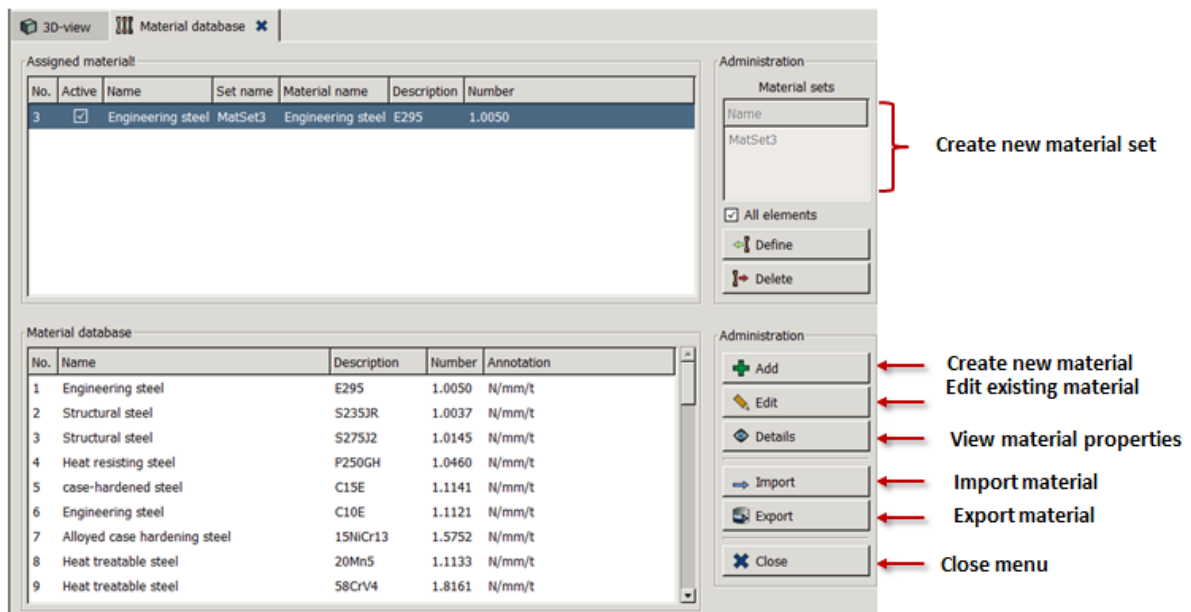 3D-view Material database
Assigned material! Administration
No. Active Name Set name Material name Description Number Material sets
3 Engineering steel MatSet3 Engineering steel E295 1.0050 Name
MatSet3
Create new material set
All elements
Define
Delete
Material database Administration
No. Name Description Number Annotation
1 Engineering steel E295 1.0050 N/mm/t
2 Structural steel S235JR 1.0037 N/mm/t
3 Structural steel S275J2 1.0145 N/mm/t
4 Heat resisting steel P250GH 1.0460 N/mm/t
5 case-hardened steel C15E 1.1141 N/mm/t
6 Engineering steel C10E 1.1121 N/mm/t
7 Alloyed case hardening steel 15NiCr13 1.5752 N/mm/t
8 Heat treatable steel 20Mn5 1.1133 N/mm/t
9 Heat treatable steel 58CrV4 1.8161 N/mm/t
Add Create new material
Edit Edit existing material
Details View material properties
Import Import material
Export Export material
Close Close menu